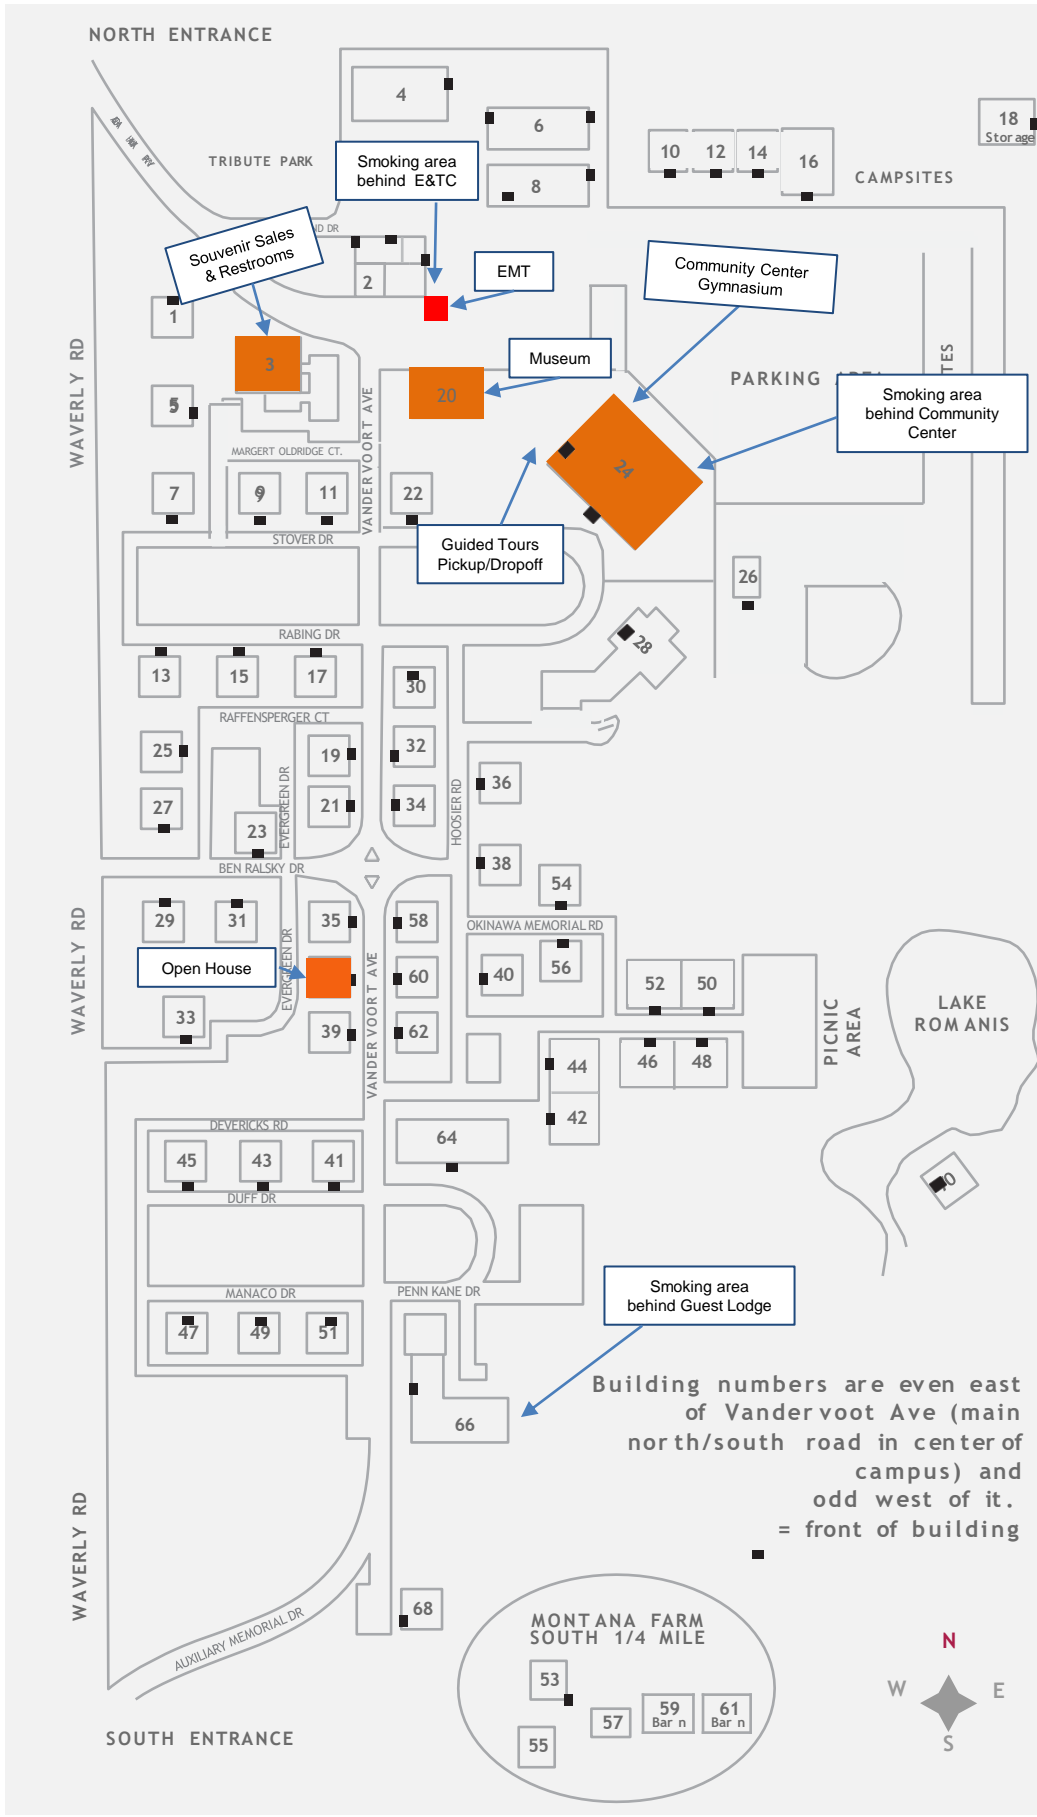 NORTH ENTRANCE
4
6
18
Storage
TRIBUTE PARK
Smoking area
behind E&TC
10
12
14
16
8
CAMPSITES
ND DR
Souvenir Sales
& Restrooms
2
EMT
Community Center
Gymnasium
1
WAVERLY RD
3
Museum
20
PARKING AREA
TES
Smoking area
behind Community
Center
5
VANDERVOORT AVE
MARGERT OLDRIDGE CT.
24
7
9
11
22
STOVER DR
Guided Tours
Pickup/Dropoff
26
RABING DR
28
13
15
17
30
RAFFENSPERGER CT
25
19
32
36
EVERGREEN DR
HOOSIER RD
27
21
34
23
38
BEN RALSKY DR
54
29
31
35
58
OKINAWA MEMORIAL RD
WAVERLY RD
EVERGREEN DR
VANDERVOORT AVE
Open House
60
40
56
52
50
LAKE
ROMANIS
PICNIC
AREA
33
39
62
44
46
48
42
DEVERICKS RD
64
45
43
41
DUFF DR
MANACO DR
PENN KANE DR
Smoking area
behind Guest Lodge
47
49
51
66
Building numbers are even east
of Vandervoot Ave (main
north/south road in center of
campus) and
odd west of it.
= front of building
WAVERLY RD
68
AUXILIARY MEMORIAL DR
MONTANA FARM
SOUTH 1/4 MILE
53
57
59
Barn
61
Barn
55
N
W
E
S
SOUTH ENTRANCE